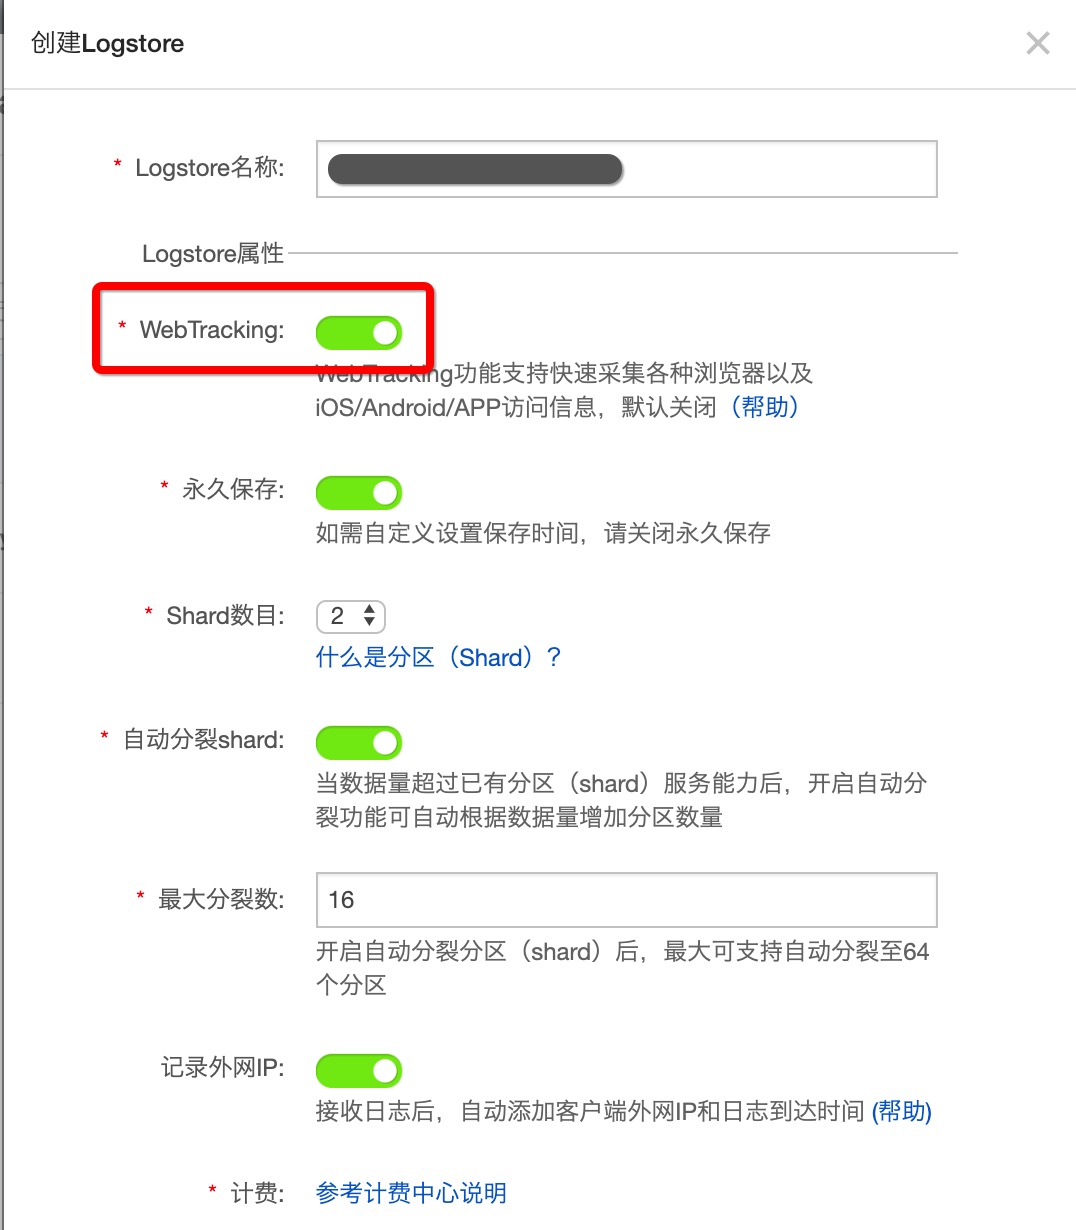 创建Logstore
* Logstore名称:
Logstore属性
* WebTracking:
WebTracking功能支持快速采集各种浏览器以及
iOS/Android/APP访问信息，默认关闭（帮助）
* 永久保存:
如需自定义设置保存时间，请关闭永久保存
* Shard数目: 2
什么是分区（Shard）？
* 自动分裂shard:
当数据量超过已有分区（shard）服务能力后，开启自动分
裂功能可自动根据数据量增加分区数量
* 最大分裂数: 16
开启自动分裂分区（shard）后，最大可支持自动分裂至64
个分区
记录外网IP:
接收日志后，自动添加客户端外网IP和日志到达时间 (帮助)
* 计费: 参考计费中心说明